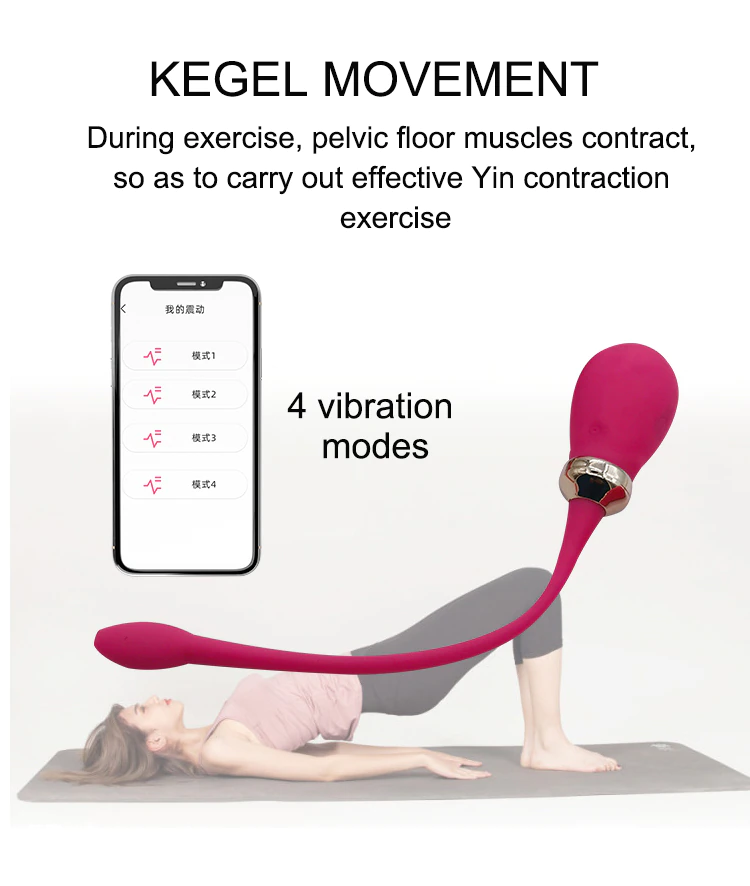 KEGEL MOVEMENT
During exercise, pelvic floor muscles contract,
so as to carry out effective Yin contraction
exercise
我的震动
模式1
模式2
模式3
模式4
4 vibration
modes